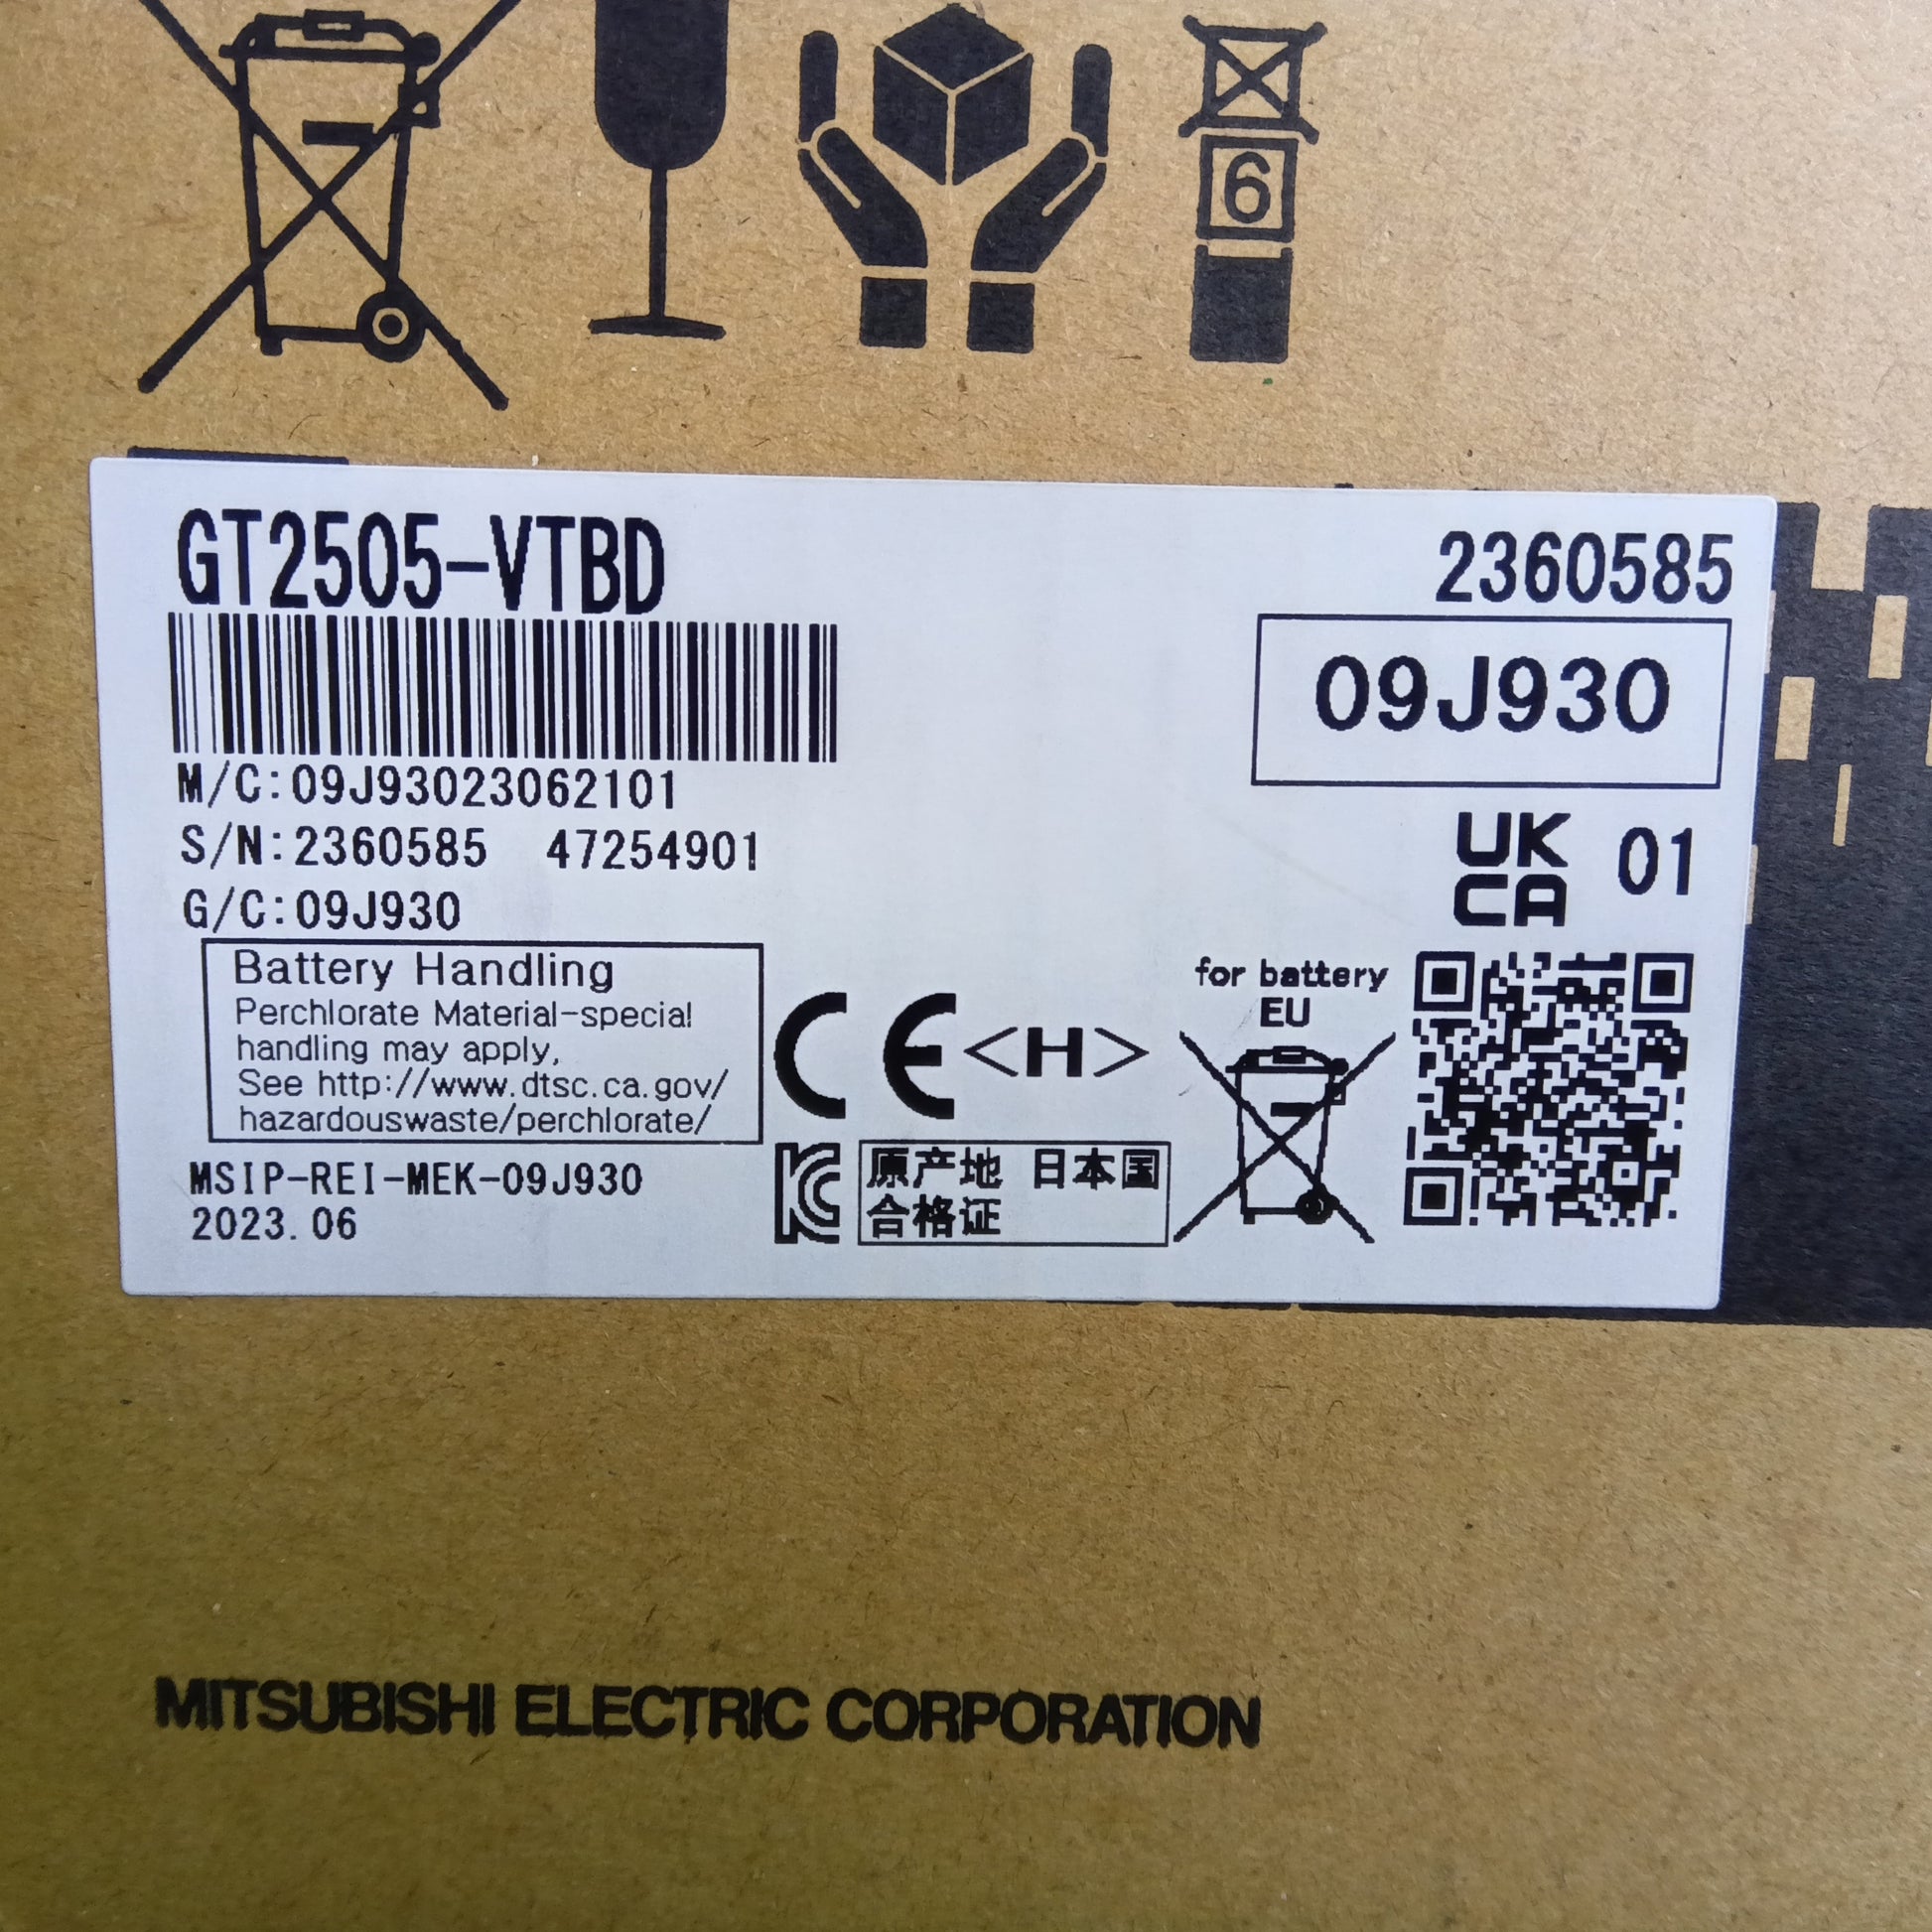 6
GT2505-VTBD
2360585
09J930
M/C:09J93023062101
S/N:2360585 47254901
G/C:09J930
UK
CA
01
Battery Handling
Perchlorate Material-special
handling may apply,
See http://www.dtsc.ca.gov/
hazardouswaste/perchlorate/
CE
<H>
for battery
EU
MSIP-REI-MEK-09J930
2023.06
原产地 日本国
合格证
MITSUBISHI ELECTRIC CORPORATION